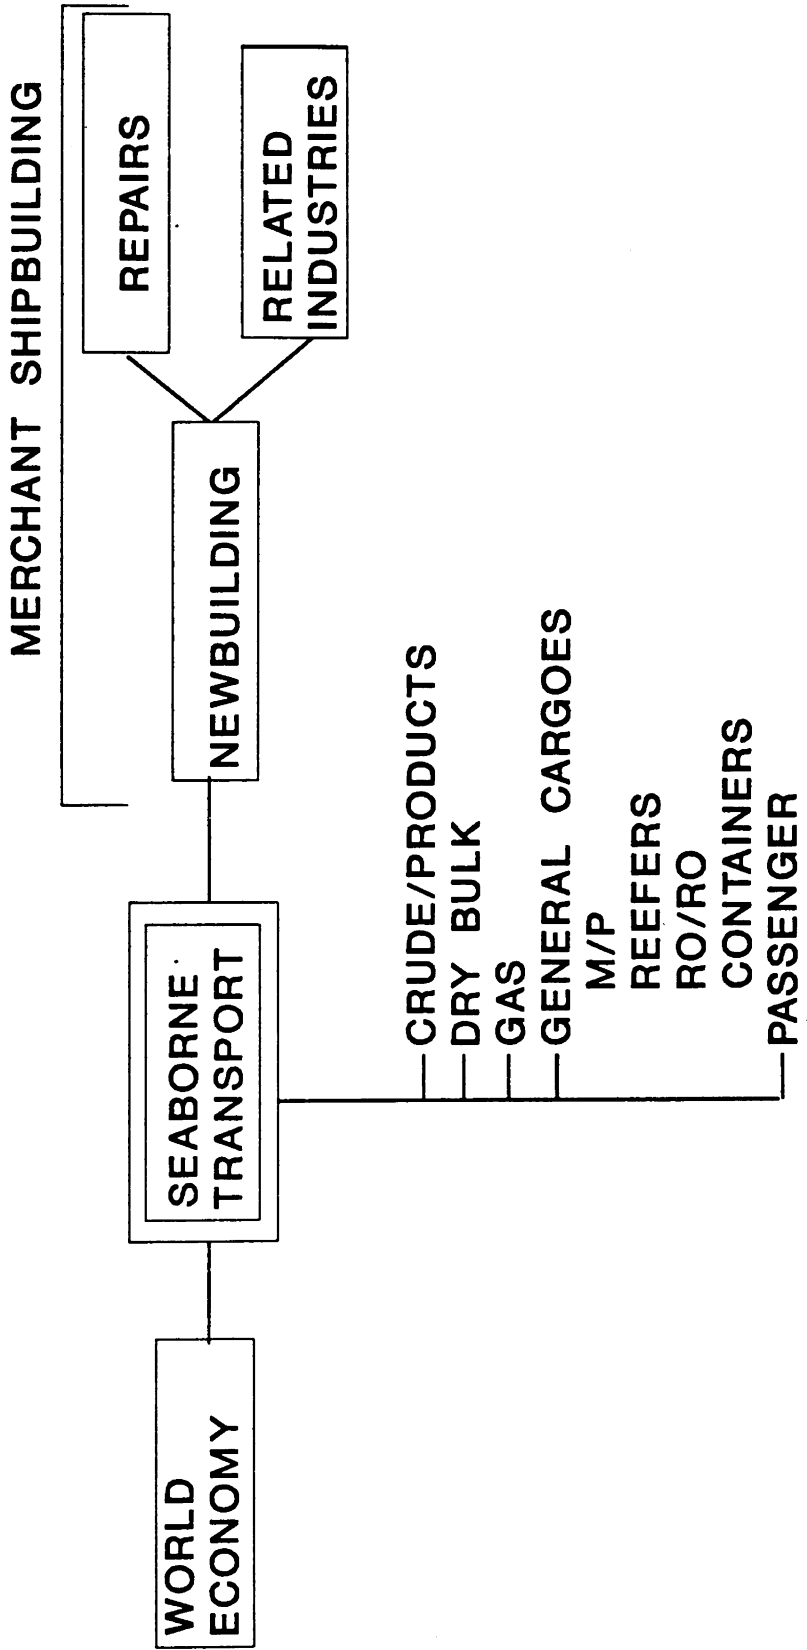 MERCHANT SHIPBUILDING
WORLD
ECONOMY
SEABORNE
TRANSPORT
NEWBUILDING
REPAIRS
RELATED
INDUSTRIES
CRUDE/PRODUCTS
DRY BULK
GAS
GENERAL CARGOES
M/P
REEFERS
RO/RO
CONTAINERS
PASSENGER